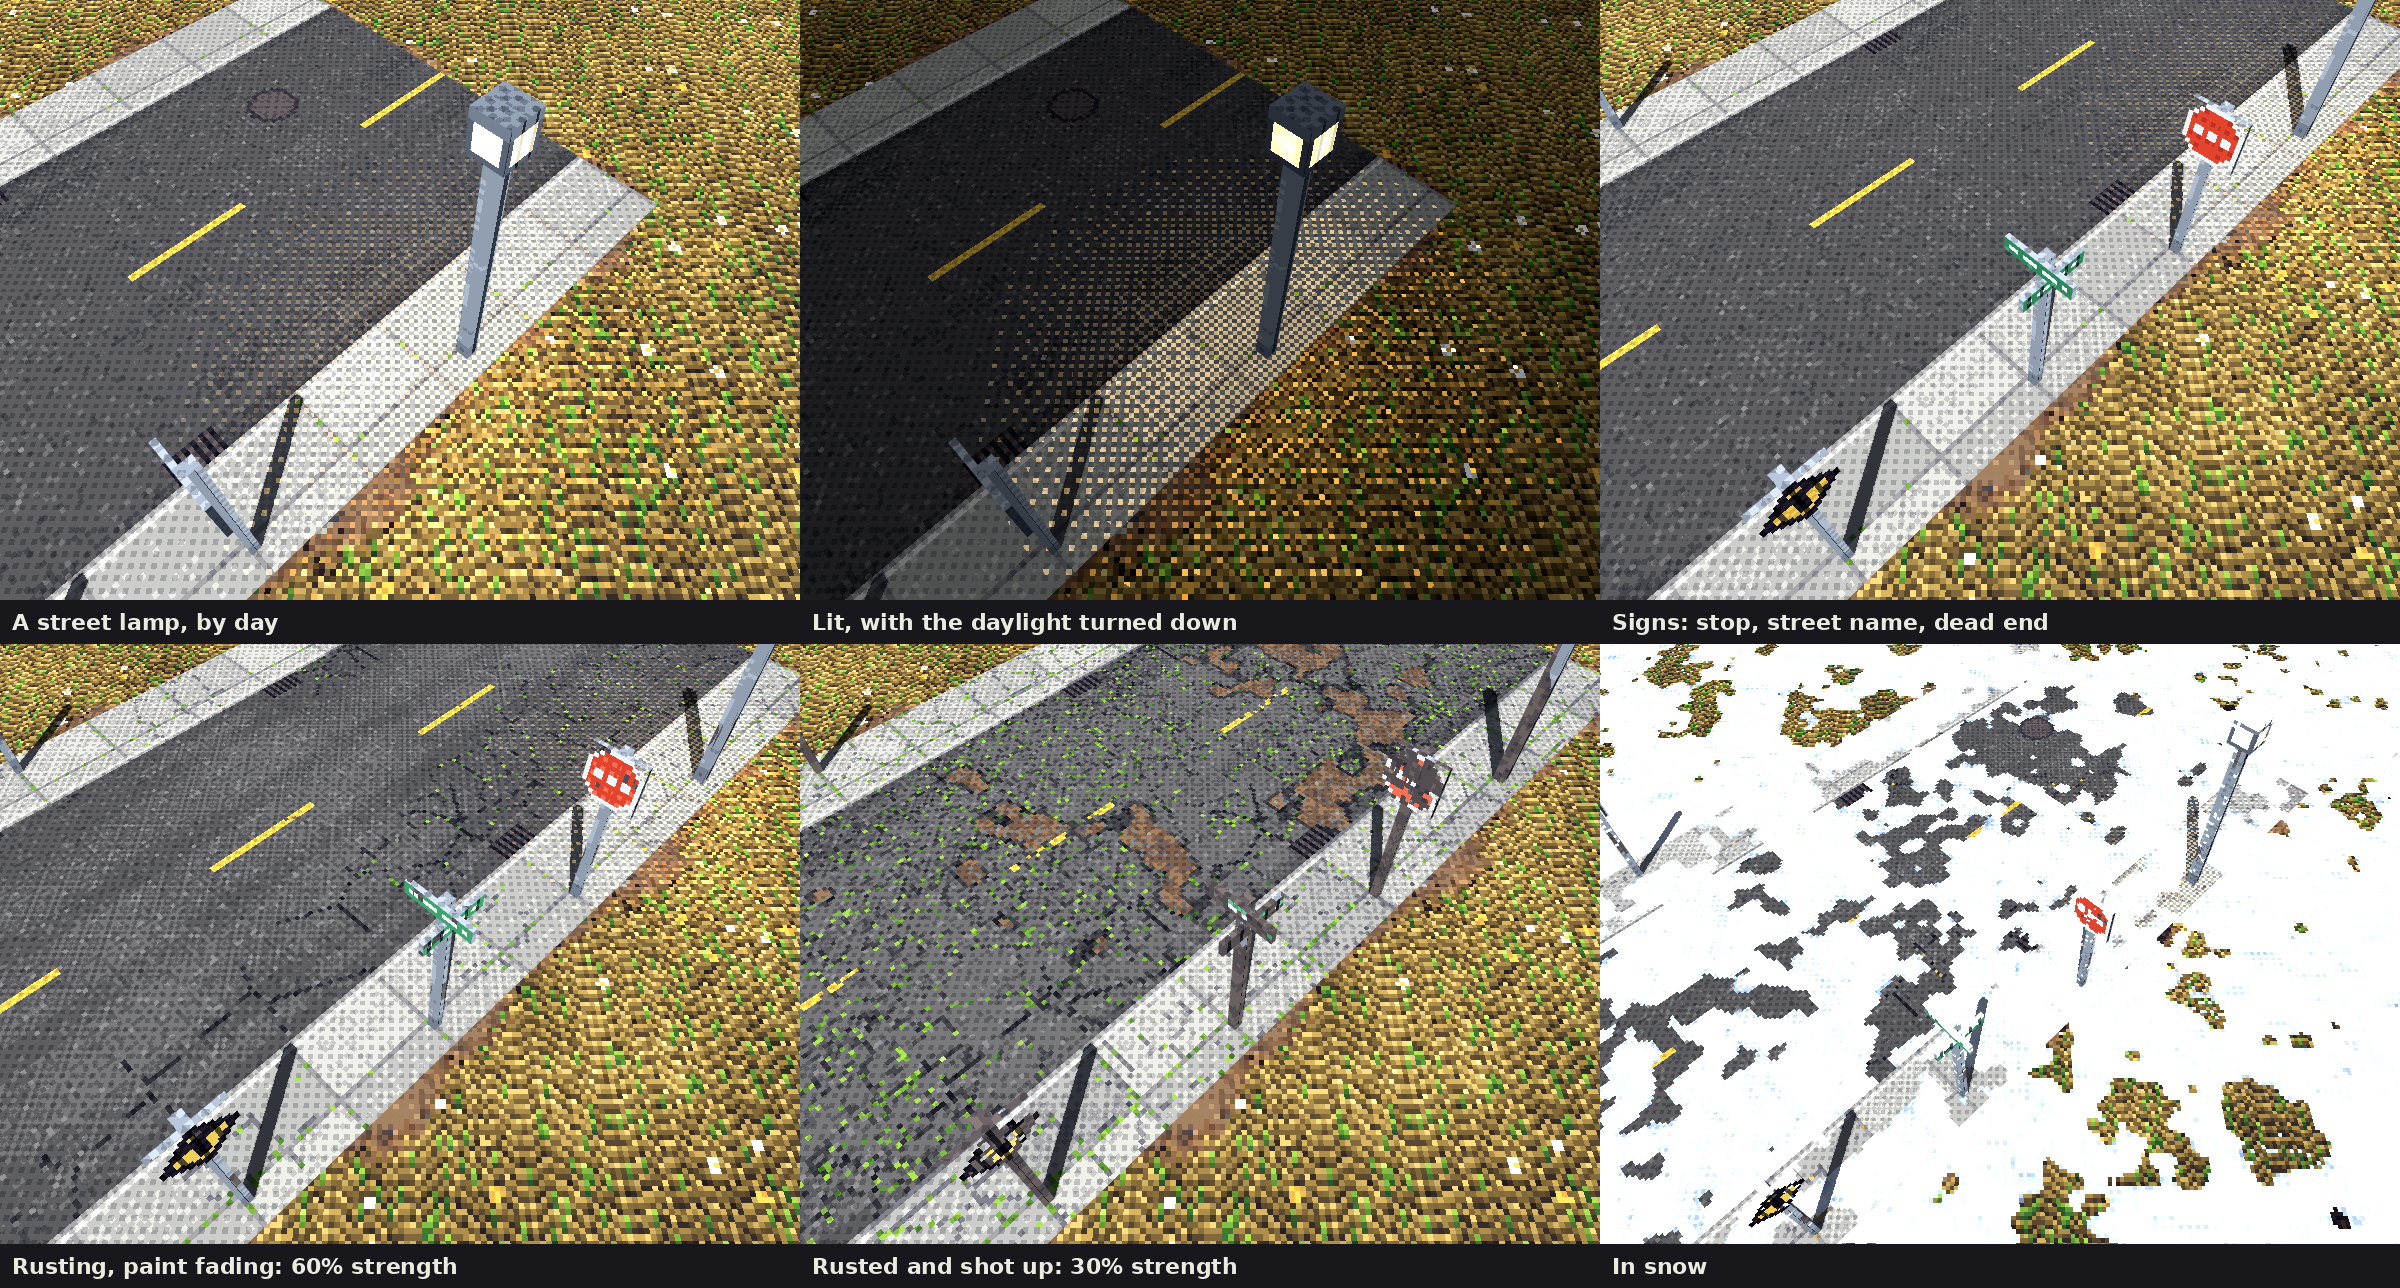 A street lamp, by day
Lit, with the daylight turned down
Signs: stop, street name, dead end
Rusting, paint fading: 60% strength
Rusted and shot up: 30% strength
In snow